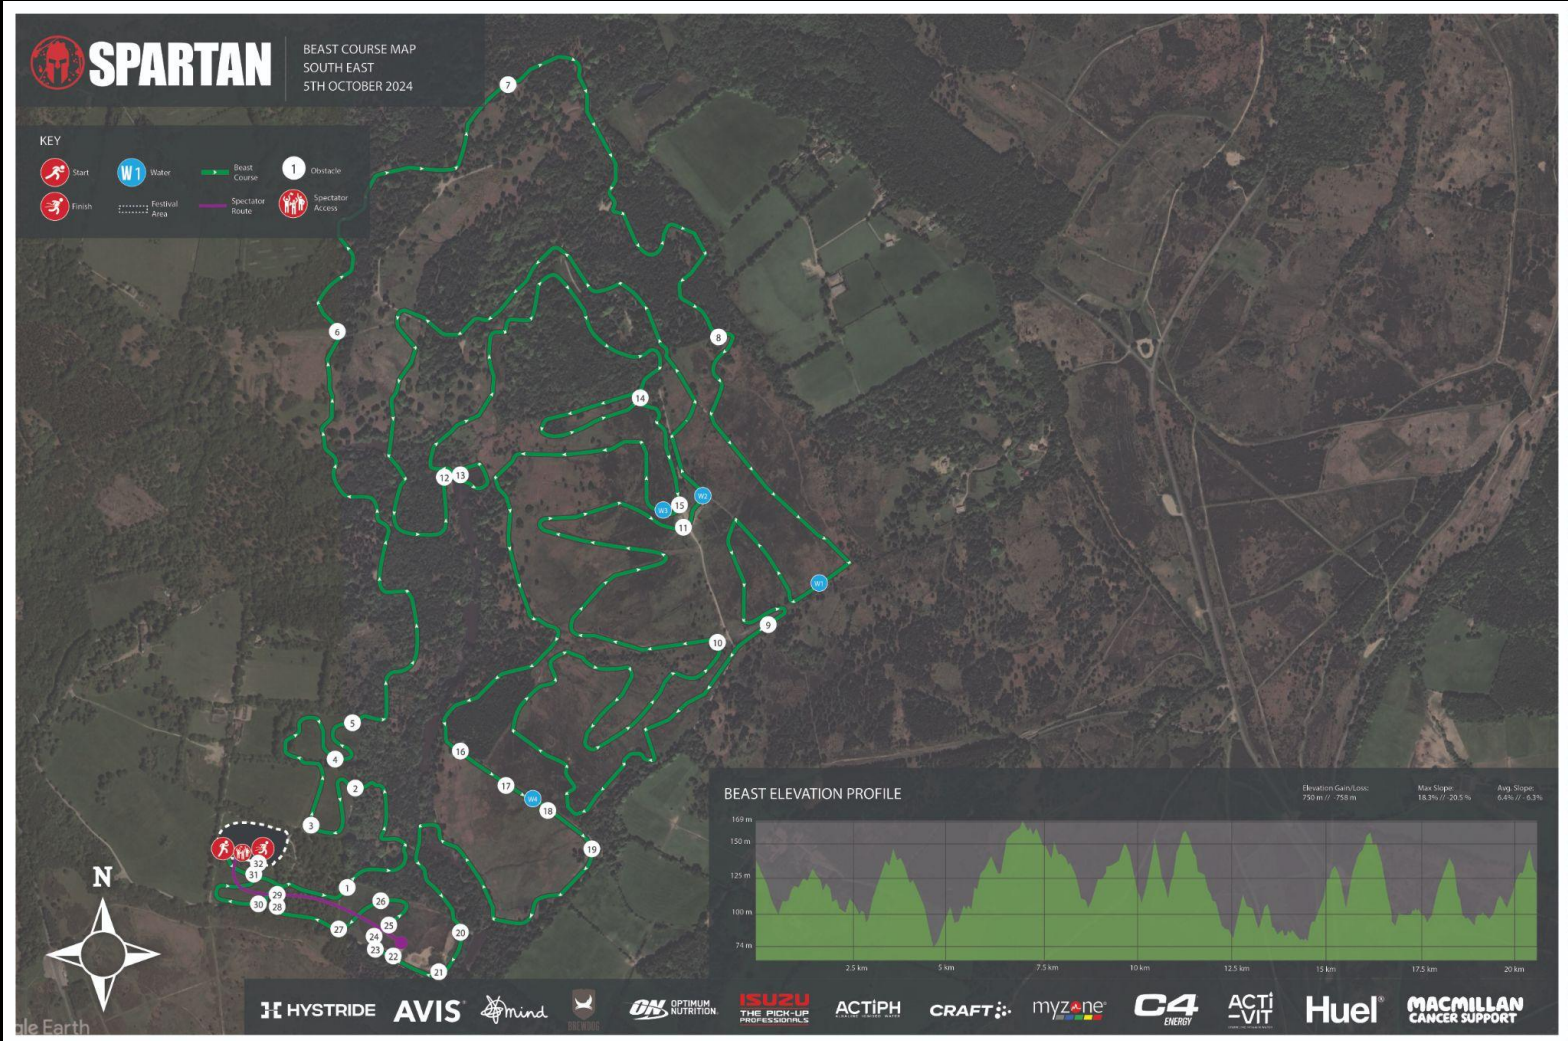 SPARTAN
BEAST COURSE MAP
SOUTH EAST
5TH OCTOBER 2024
KEY
Start
W1
Water
Beast
Course
1
Obstacle
Finish
Festival
Area
Spectator
Route
Spectator
Access
7
6
8
14
12
13
15
W2
W3
11
W1
9
10
5
4
2
3
16
17
W4
18
19
32
31
1
29
30
28
26
27
25
24
23
22
20
21
N
BEAST ELEVATION PROFILE
Elevation Gain/Loss:
750 m // -758 m
Max Slope:
18.3% // -20.5 %
Avg. Slope:
6.4% // - 6.3%
169 m
150 m
125 m
100 m
74 m
2.5 km
5 km
7.5 km
10 km
12.5 km
15 km
17.5 km
20 km
HYSTRIDE
AVIS
mind
ON OPTIMUM
NUTRITION.
ISUZU
THE PICK-UP
PROFESSIONALS
ACTiPH
CRAFT
myzone
C4
ENERGY
ACTi
–VIT
Huel
MACMILLAN
CANCER SUPPORT
gle Earth